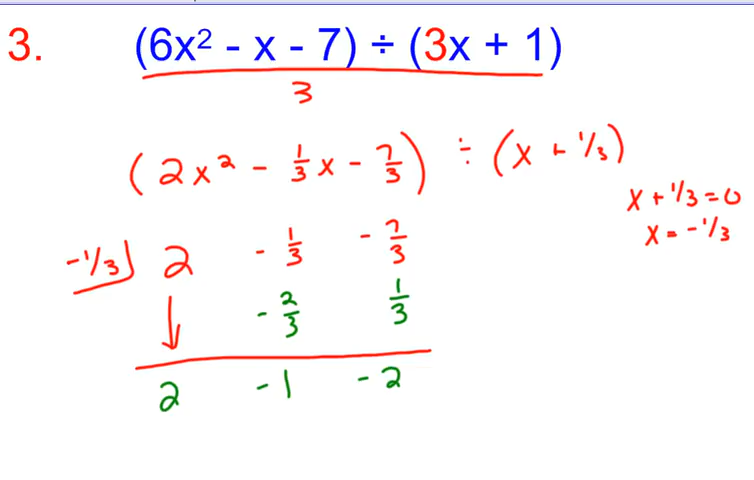 3. (6x² - x - 7) ÷ (3x + 1)
3
(2x² - 1/3 x - 7/3) ÷ (x + 1/3)
x + 1/3 = 0
x = - 1/3
-1/3) 2 - 1/3 - 7/3
↓ - 2/3 1/3
2 - 1 - 2